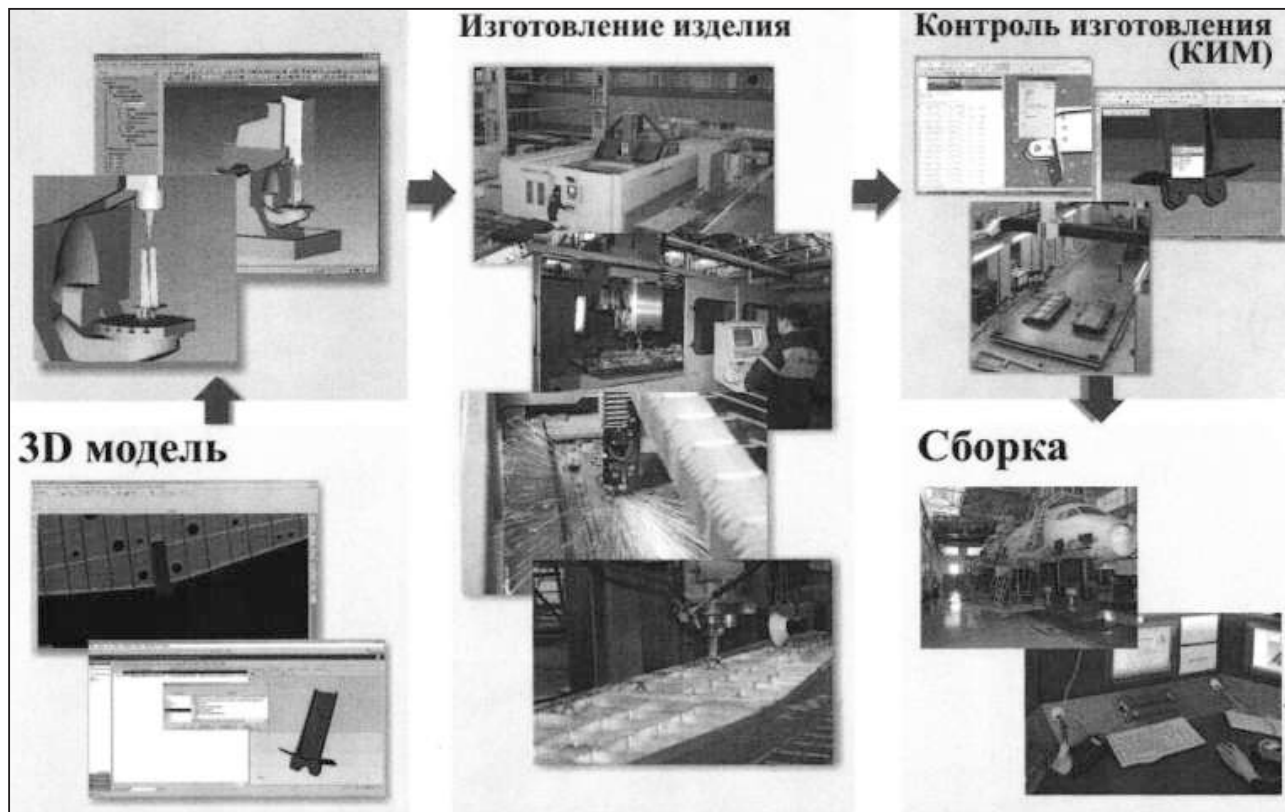 Изготовление изделия
Контроль изготовления
(КИМ)
3D модель
Сборка